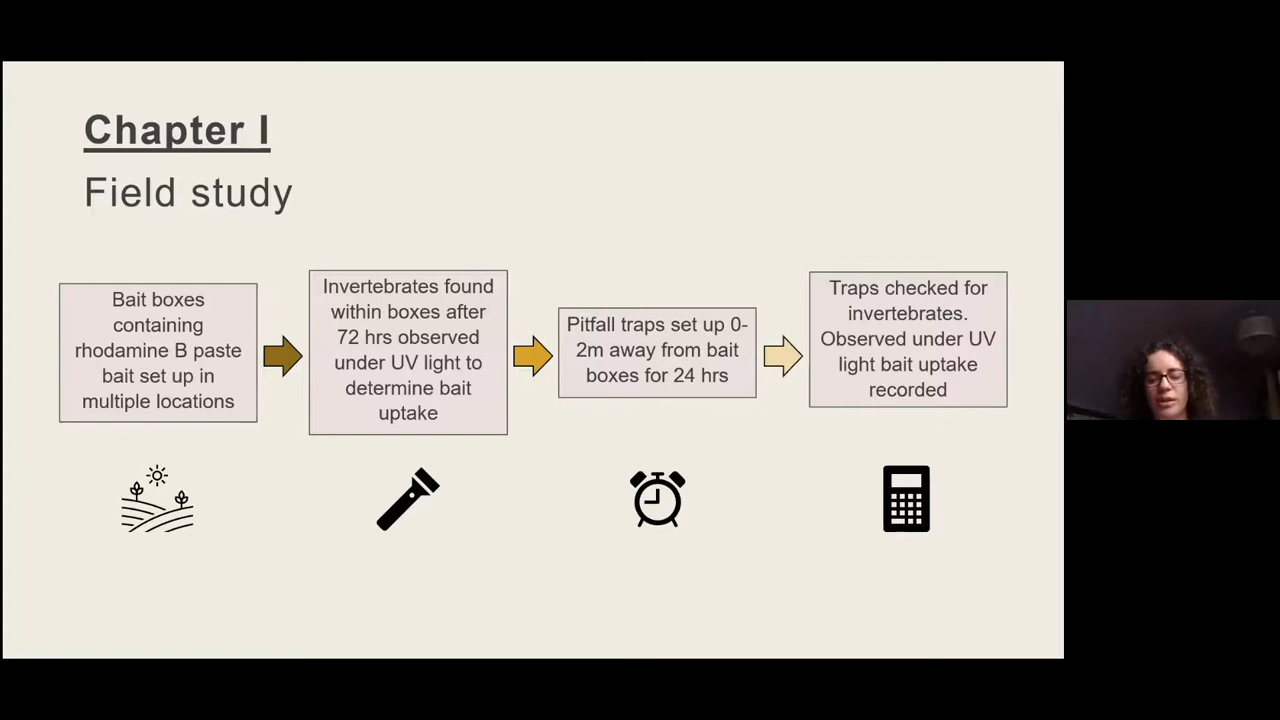 Chapter I
Field study
Bait boxes
containing
rhodamine B paste
bait set up in
multiple locations
Invertebrates found
within boxes after
72 hrs observed
under UV light to
determine bait
uptake
Pitfall traps set up 0-
2m away from bait
boxes for 24 hrs
Traps checked for
invertebrates.
Observed under UV
light bait uptake
recorded